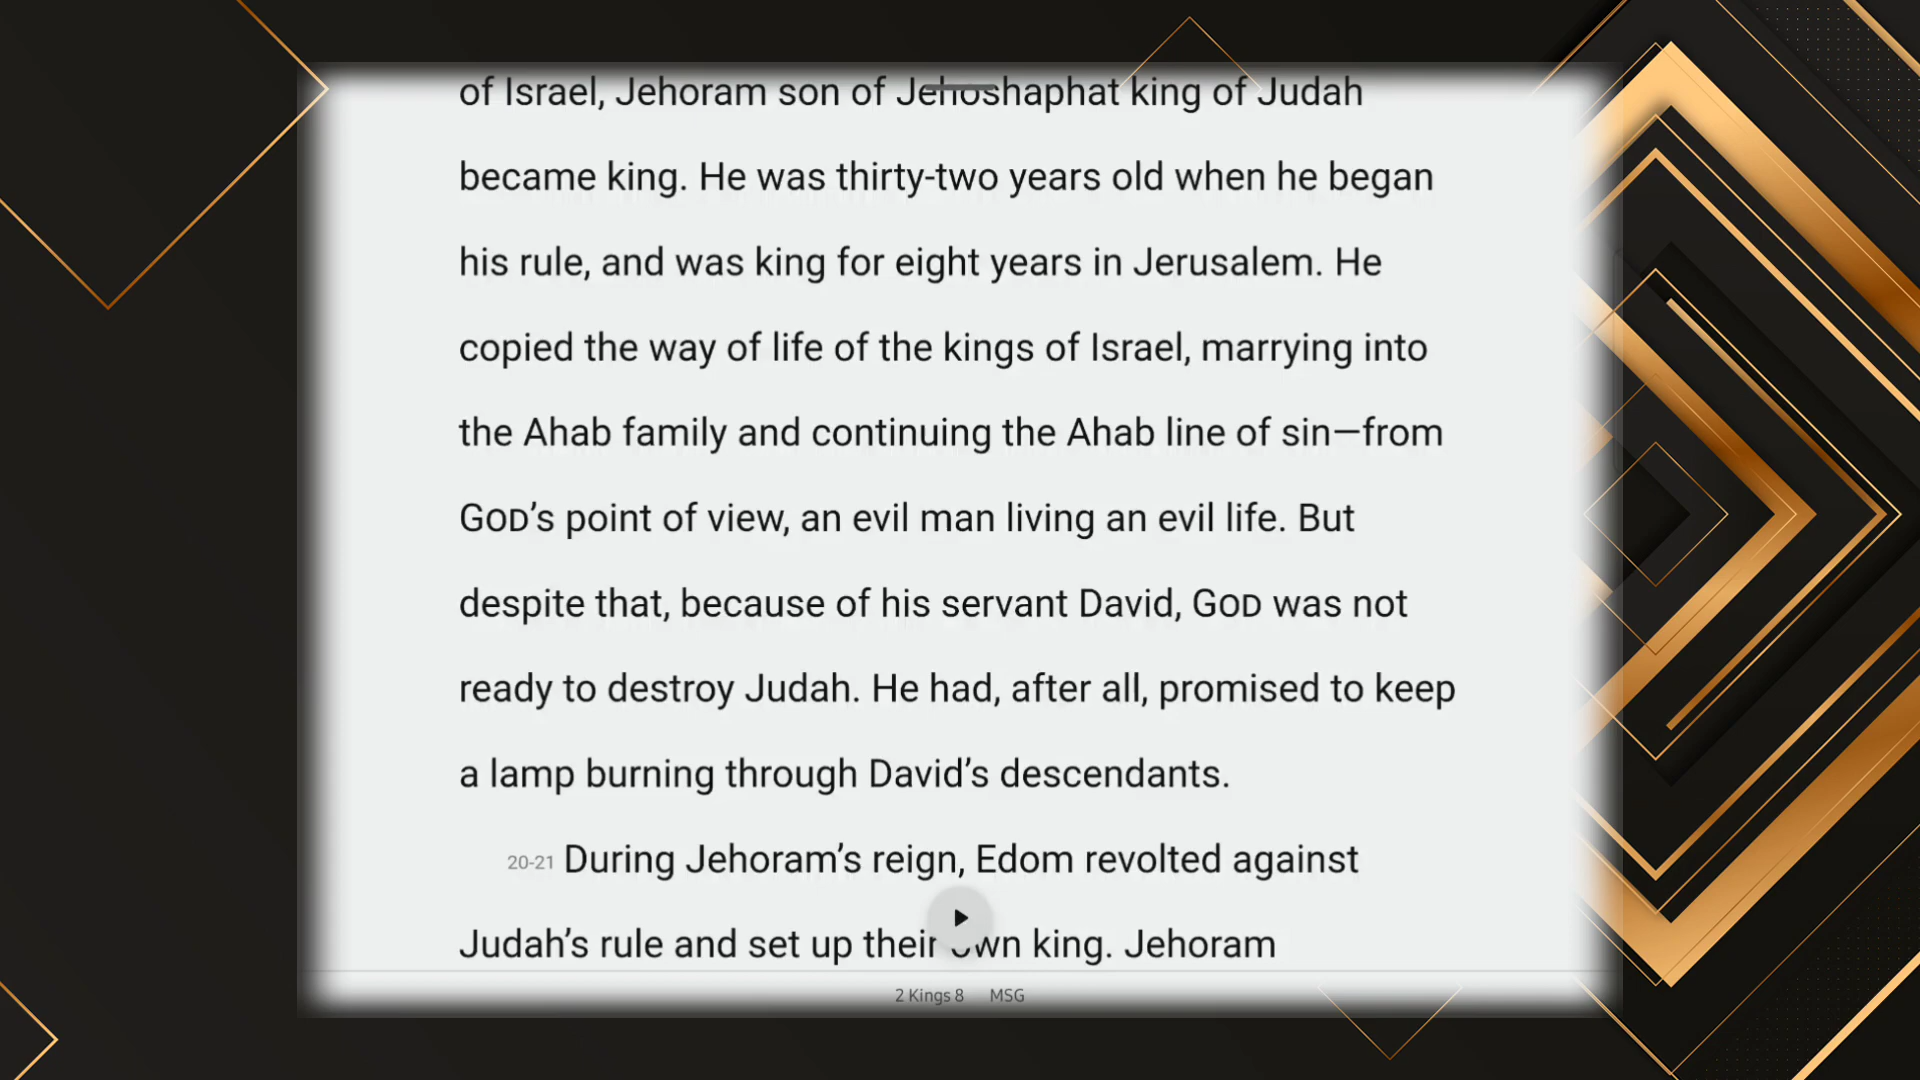 of Israel, Jehoram son of Jehoshaphat king of Judah
became king. He was thirty-two years old when he began
his rule, and was king for eight years in Jerusalem. He
copied the way of life of the kings of Israel, marrying into
the Ahab family and continuing the Ahab line of sin—from
GOD’s point of view, an evil man living an evil life. But
despite that, because of his servant David, GOD was not
ready to destroy Judah. He had, after all, promised to keep
a lamp burning through David’s descendants.
20-21 During Jehoram’s reign, Edom revolted against
Judah’s rule and set up their own king. Jehoram
2 Kings 8 MSG